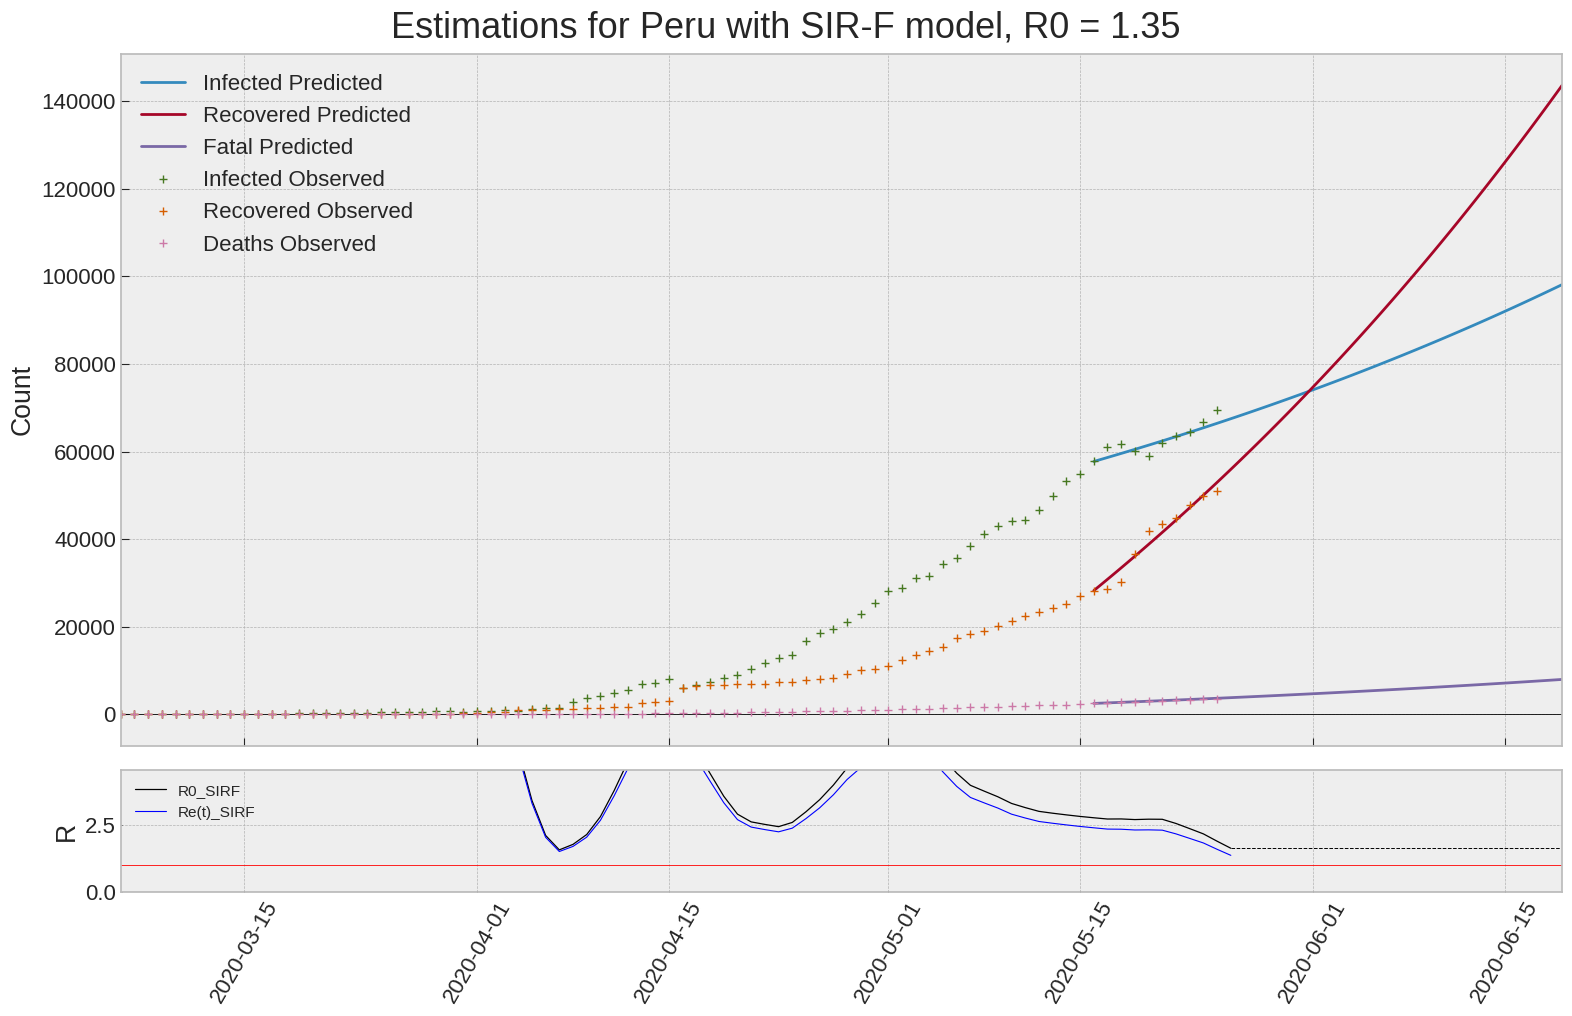 Estimations for Peru with SIR-F model, R0 = 1.35
Infected Predicted
Recovered Predicted
Fatal Predicted
Infected Observed
Recovered Observed
Deaths Observed
Count
140000
120000
100000
80000
60000
40000
20000
0
R0_SIRF
Re(t)_SIRF
R
2.5
0.0
2020-03-15
2020-04-01
2020-04-15
2020-05-01
2020-05-15
2020-06-01
2020-06-15